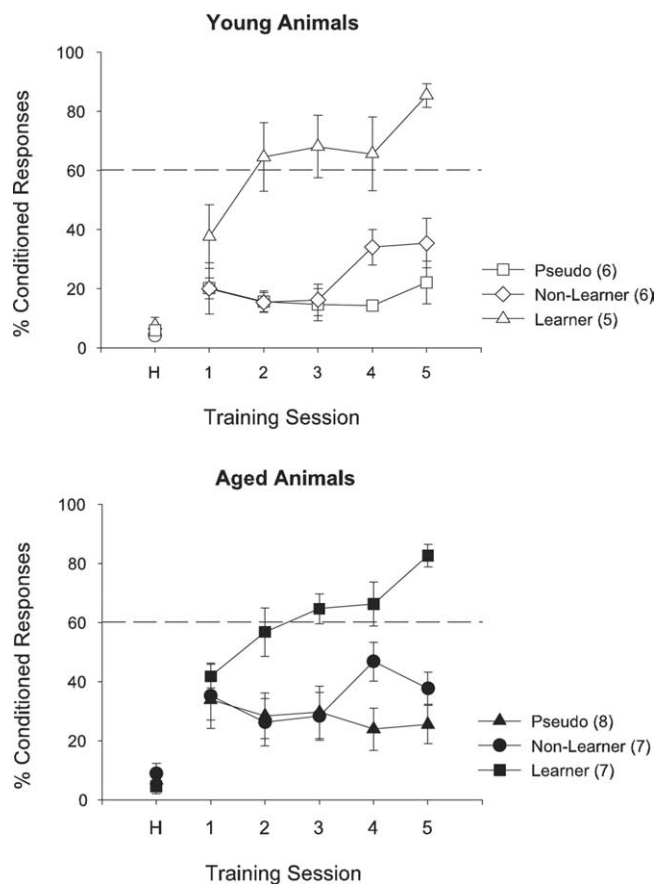 Young Animals
100
80
60
40
20
0
% Conditioned Responses
H 1 2 3 4 5
Training Session
Pseudo (6)
Non-Learner (6)
Learner (5)
Aged Animals
100
80
60
40
20
0
% Conditioned Responses
H 1 2 3 4 5
Training Session
Pseudo (8)
Non-Learner (7)
Learner (7)